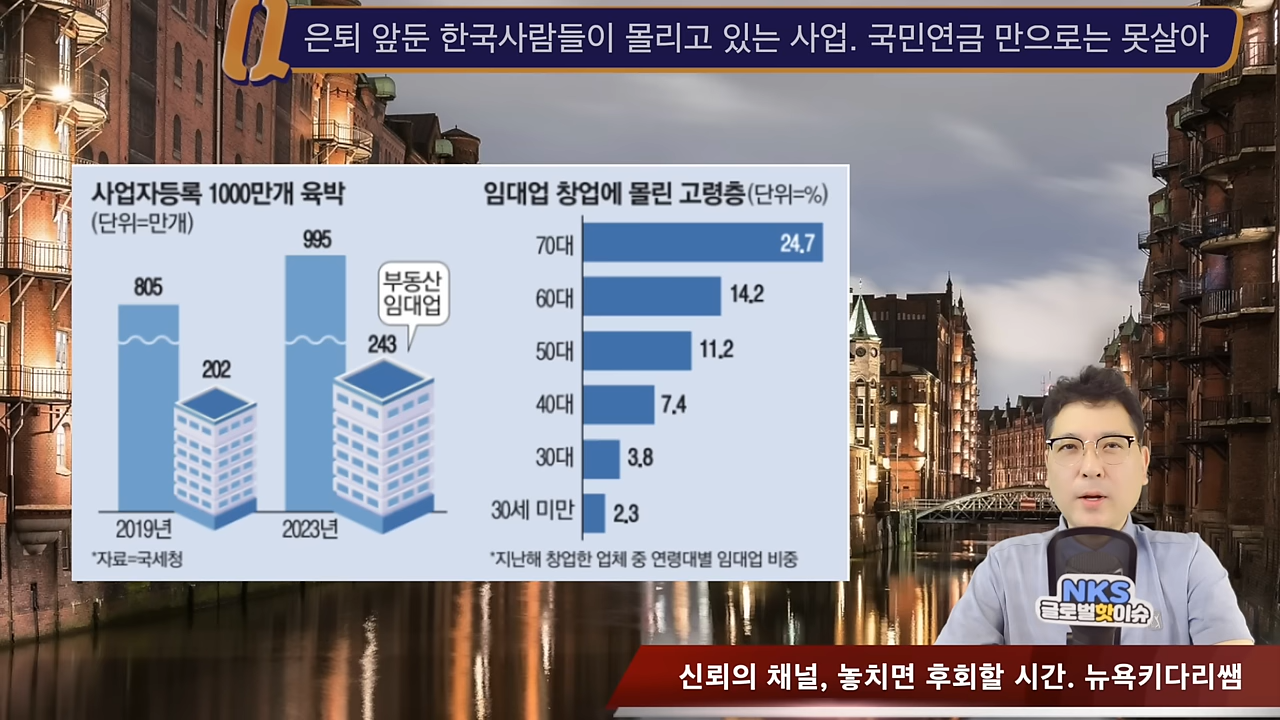 은퇴 앞둔 한국사람들이 몰리고 있는 사업. 국민연금 만으로는 못살아
사업자등록 1000만개 육박
(단위=만개)
995
805
부동산
임대업
243
202
2019년
2023년
*자료=국세청
임대업 창업에 몰린 고령층(단위=%)
70대 24.7
60대 14.2
50대 11.2
40대 7.4
30대 3.8
30세 미만 2.3
*지난해 창업한 업체 중 연령대별 임대업 비중
NKS
글로벌핫이슈
신뢰의 채널, 놓치면 후회할 시간. 뉴욕키다리쌤